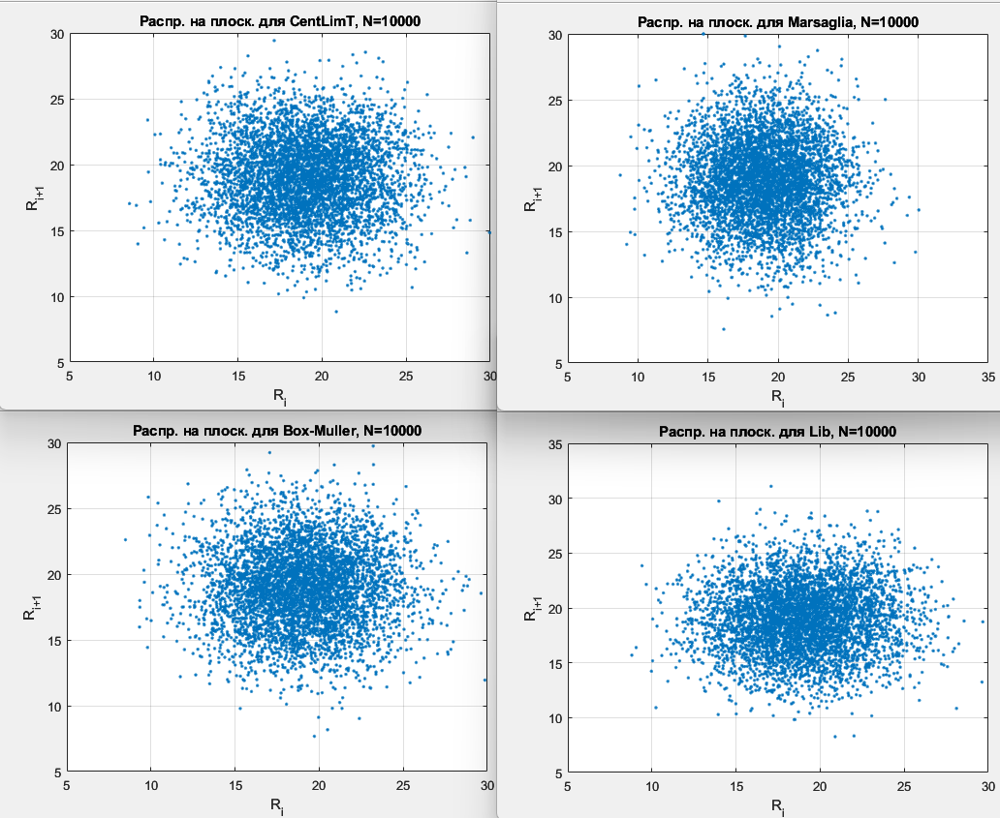 Распр. на плоск. для CentLimT, N=10000
30
25
20
15
10
5
R_{i+1}
5 10 15 20 25 30
R_i
Распр. на плоск. для Marsaglia, N=10000
30
25
20
15
10
5
R_{i+1}
5 10 15 20 25 30 35
R_i
Распр. на плоск. для Box-Muller, N=10000
30
25
20
15
10
5
R_{i+1}
5 10 15 20 25 30
R_i
Распр. на плоск. для Lib, N=10000
35
30
25
20
15
10
5
R_{i+1}
5 10 15 20 25 30
R_i